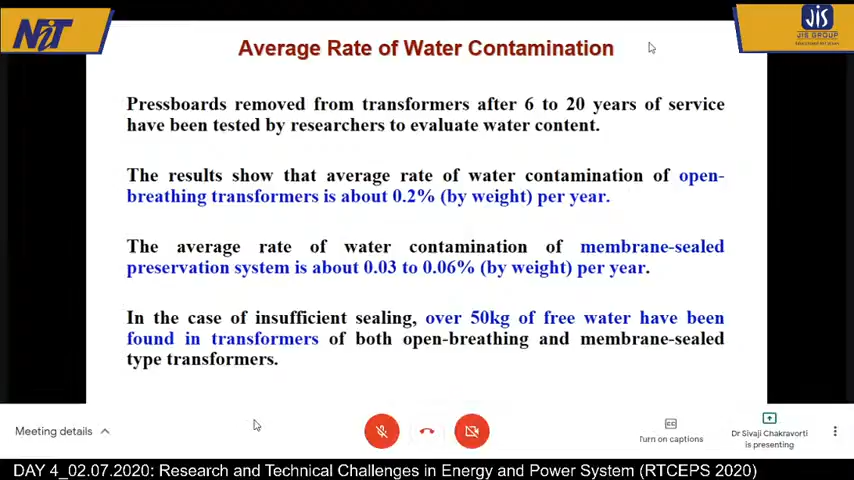 NiT
JIS
JIS GROUP
Average Rate of Water Contamination
Pressboards removed from transformers after 6 to 20 years of service
have been tested by researchers to evaluate water content.
The results show that average rate of water contamination of open-
breathing transformers is about 0.2% (by weight) per year.
The average rate of water contamination of membrane-sealed
preservation system is about 0.03 to 0.06% (by weight) per year.
In the case of insufficient sealing, over 50kg of free water have been
found in transformers of both open-breathing and membrane-sealed
type transformers.
Meeting details
Turn on captions
Dr Sivaji Chakravorti
is presenting
DAY 4_02.07.2020: Research and Technical Challenges in Energy and Power System (RTCEPS 2020)